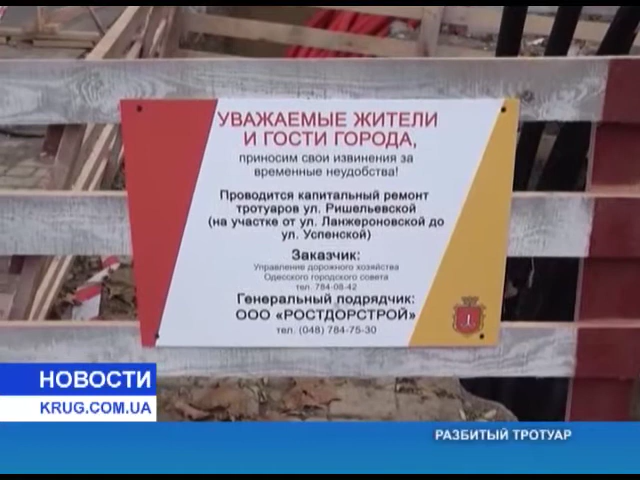 УВАЖАЕМЫЕ ЖИТЕЛИ
И ГОСТИ ГОРОДА,
приносим свои извинения за
временные неудобства!
Проводится капитальный ремонт
тротуаров ул. Ришельевской
(на участке от ул. Ланжероновской до
ул. Успенской)
Заказчик:
Управление дорожного хозяйства
Одесского городского совета
тел. 784-08-42
Генеральный подрядчик:
ООО «РОСТДОРСТРОЙ»
тел. (048) 784-75-30
НОВОСТИ
KRUG.COM.UA
РАЗБИТЫЙ ТРОТУАР